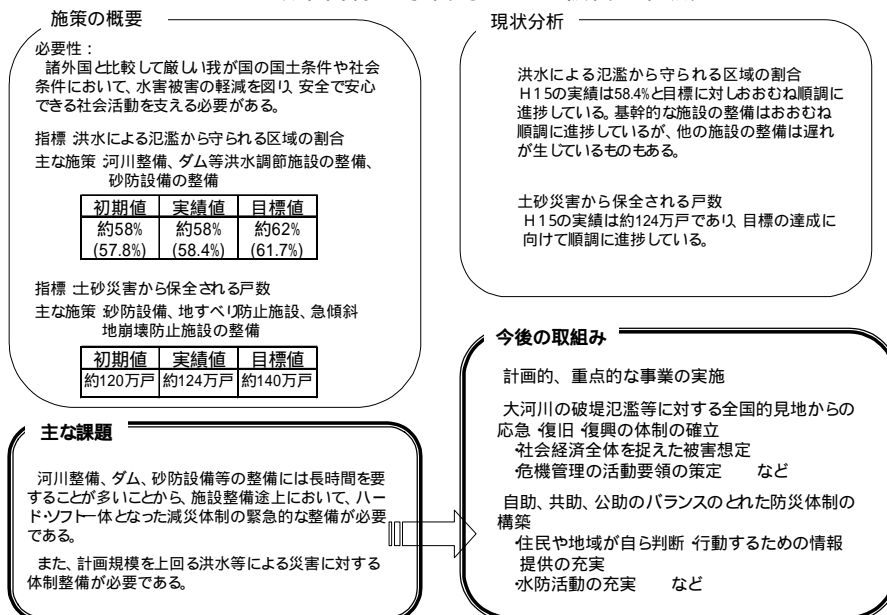 施策の概要
必要性：
諸外国と比較して厳しい我が国の国土条件や社会
条件において、水害被害の軽減を図り、安全で安心
できる社会活動を支える必要がある。
指標：洪水による氾濫から守られる区域の割合
主な施策：河川整備、ダム等洪水調節施設の整備、
砂防設備の整備
初期値 実績値 目標値
約58% 約58% 約62%
(57.8%) (58.4%) (61.7%)
指標：土砂災害から保全される戸数
主な施策：砂防設備、地すべり防止施設、急傾斜
地崩壊防止施設の整備
初期値 実績値 目標値
約120万戸 約124万戸 約140万戸
主な課題
河川整備、ダム、砂防設備等の整備には長時間を要
することが多いことから、施設整備途上において、ハー
ド・ソフト一体となった減災体制の緊急的な整備が必要
である。
また、計画規模を上回る洪水等による災害に対する
体制整備が必要である。
現状分析
洪水による氾濫から守られる区域の割合
Ｈ15の実績は58.4%と目標に対しおおむね順調に
進捗している。基幹的な施設の整備はおおむね
順調に進捗しているが、他の施設の整備は遅れ
が生じているものもある。
土砂災害から保全される戸数
Ｈ15の実績は約124万戸であり、目標の達成に
向けて順調に進捗している。
今後の取組み
計画的、重点的な事業の実施
大河川の破堤氾濫等に対する全国的見地からの
応急・復旧・復興の体制の確立
・社会経済全体を捉えた被害想定
・危機管理の活動要領の策定　　など
自助、共助、公助のバランスのとれた防災体制の
構築
・住民や地域が自ら判断・行動するための情報
提供の充実
・水防活動の充実　　など